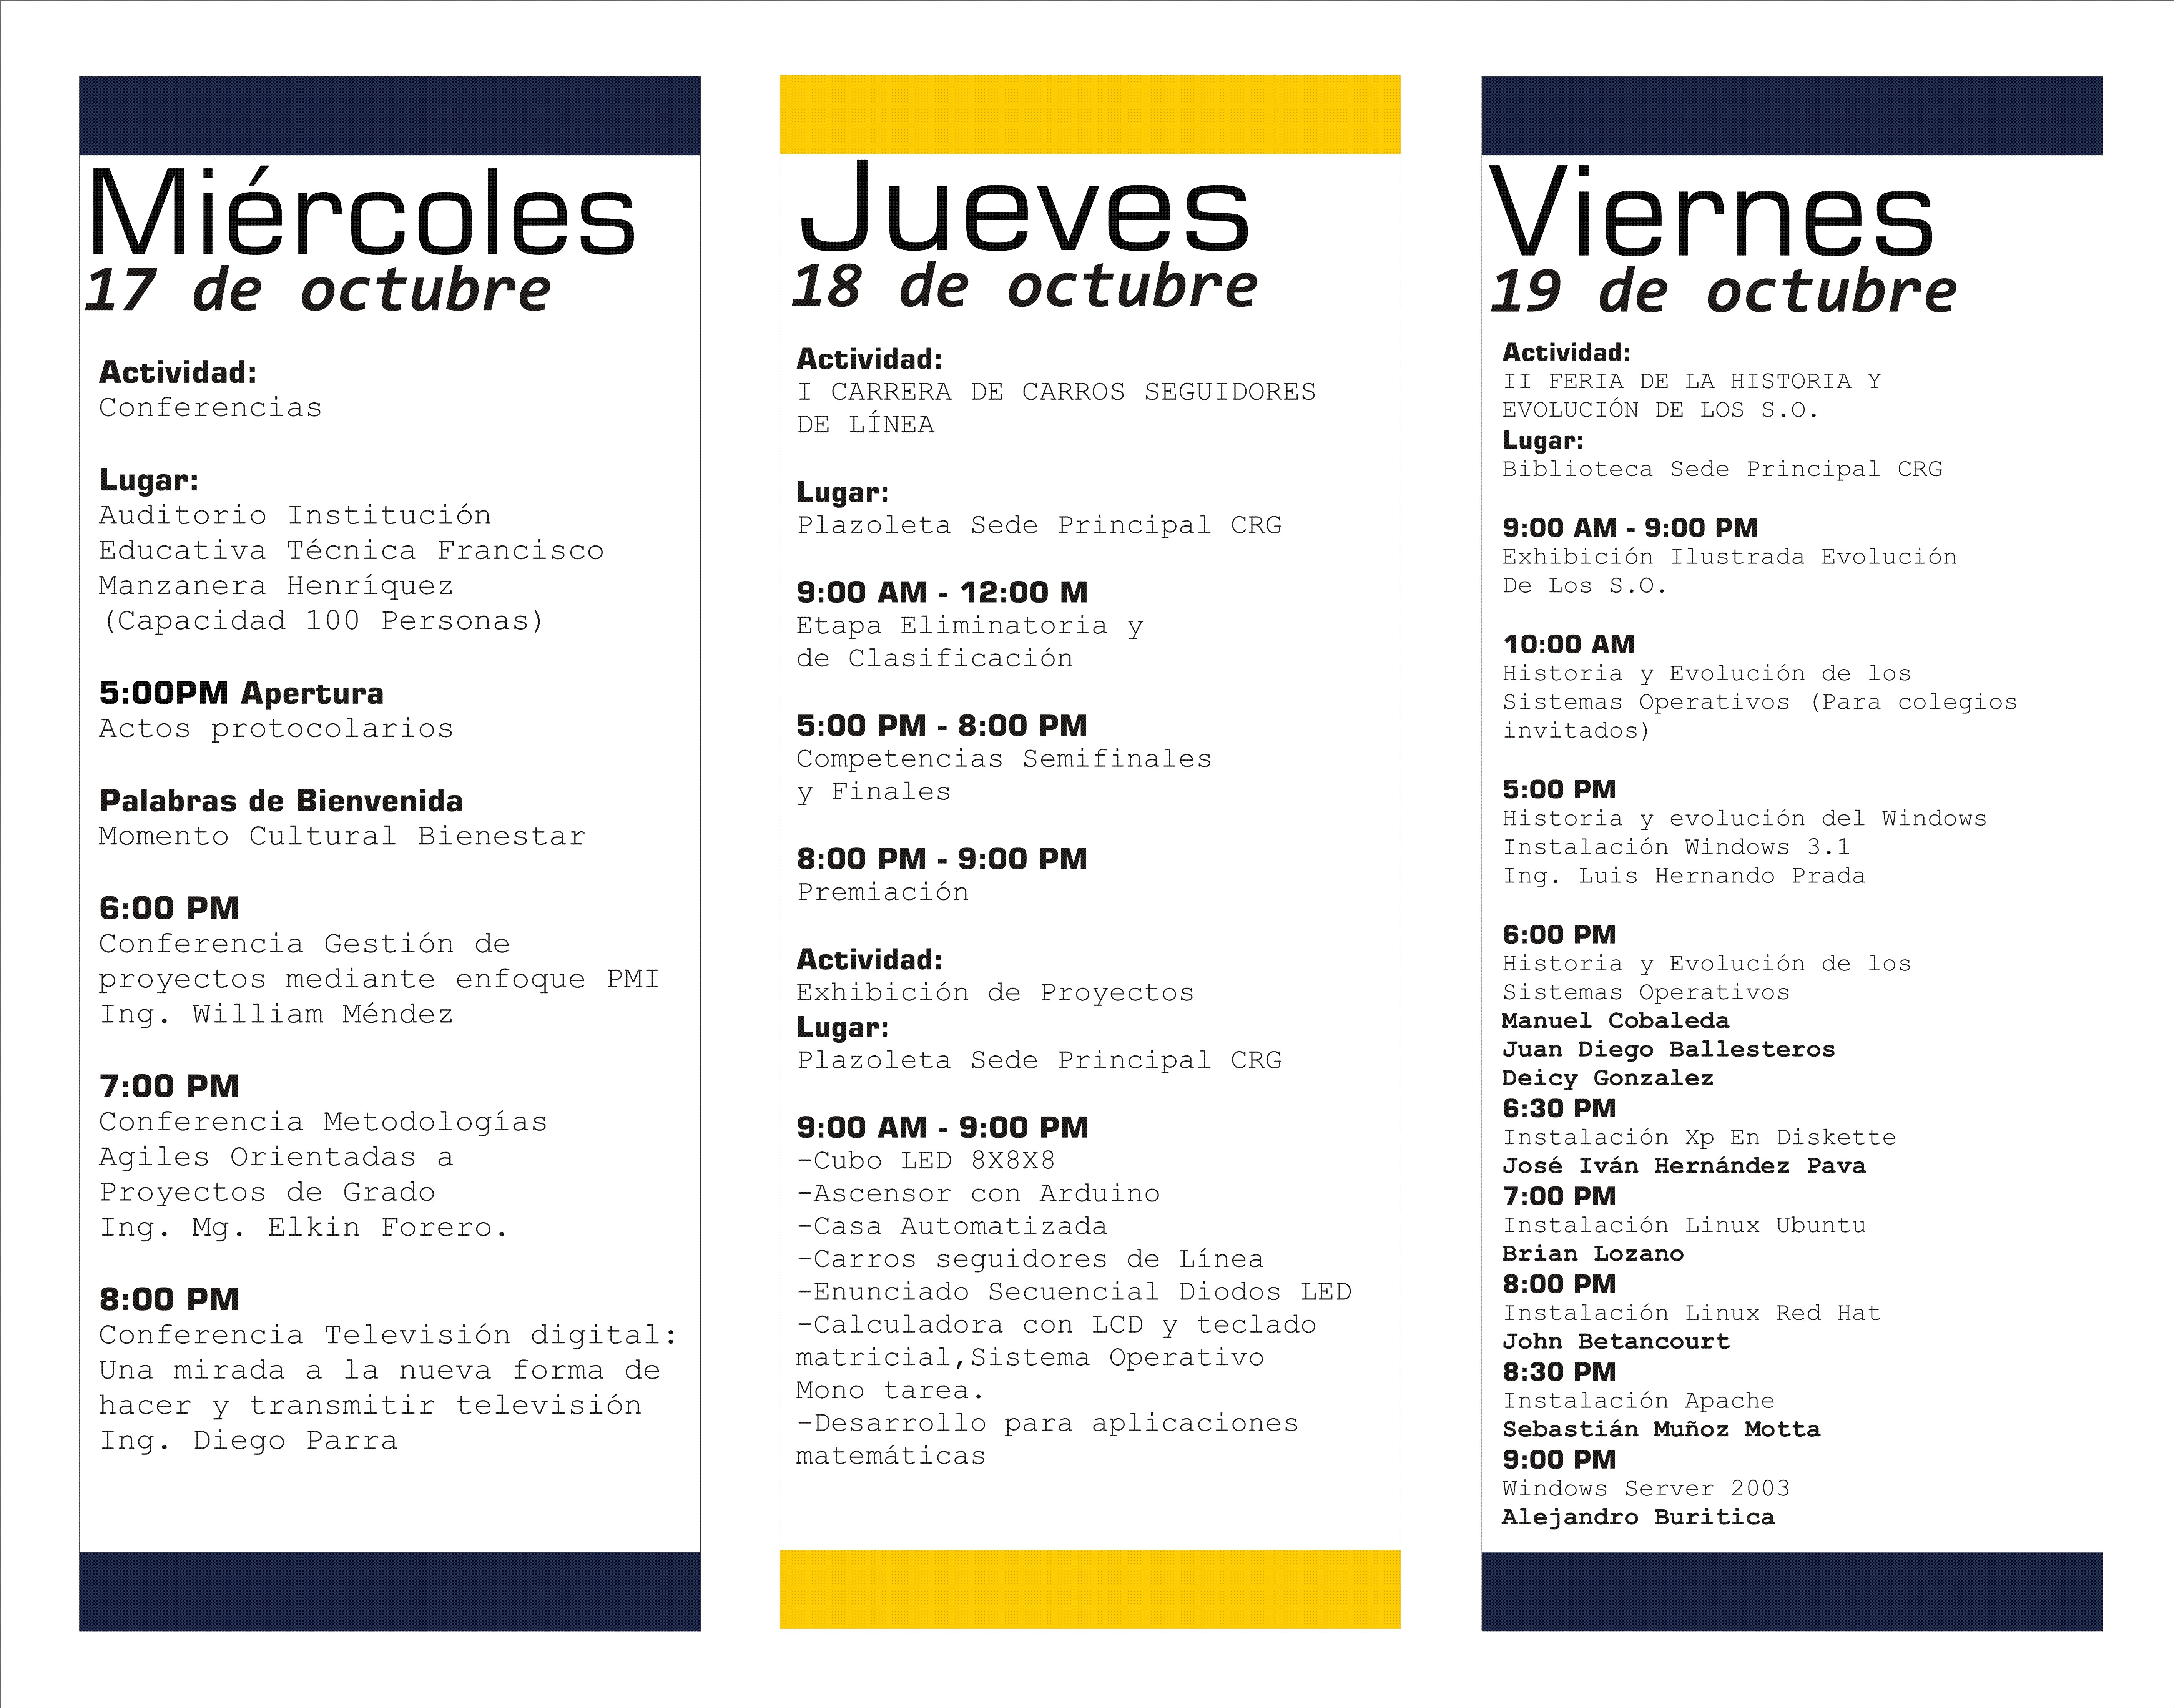 Miércoles
17 de octubre
Actividad:
Conferencias
Lugar:
Auditorio Institución
Educativa Técnica Francisco
Manzanera Henríquez
(Capacidad 100 Personas)
5:00PM Apertura
Actos protocolarios
Palabras de Bienvenida
Momento Cultural Bienestar
6:00 PM
Conferencia Gestión de
proyectos mediante enfoque PMI
Ing. William Méndez
7:00 PM
Conferencia Metodologías
Agiles Orientadas a
Proyectos de Grado
Ing. Mg. Elkin Forero.
8:00 PM
Conferencia Televisión digital:
Una mirada a la nueva forma de
hacer y transmitir televisión
Ing. Diego Parra
Jueves
18 de octubre
Actividad:
I CARRERA DE CARROS SEGUIDORES
DE LÍNEA
Lugar:
Plazoleta Sede Principal CRG
9:00 AM - 12:00 M
Etapa Eliminatoria y
de Clasificación
5:00 PM - 8:00 PM
Competencias Semifinales
y Finales
8:00 PM - 9:00 PM
Premiación
Actividad:
Exhibición de Proyectos
Lugar:
Plazoleta Sede Principal CRG
9:00 AM - 9:00 PM
-Cubo LED 8X8X8
-Ascensor con Arduino
-Casa Automatizada
-Carros seguidores de Línea
-Enunciado Secuencial Diodos LED
-Calculadora con LCD y teclado
matricial,Sistema Operativo
Mono tarea.
-Desarrollo para aplicaciones
matemáticas
Viernes
19 de octubre
Actividad:
II FERIA DE LA HISTORIA Y
EVOLUCIÓN DE LOS S.O.
Lugar:
Biblioteca Sede Principal CRG
9:00 AM - 9:00 PM
Exhibición Ilustrada Evolución
De Los S.O.
10:00 AM
Historia y Evolución de los
Sistemas Operativos (Para colegios
invitados)
5:00 PM
Historia y evolución del Windows
Instalación Windows 3.1
Ing. Luis Hernando Prada
6:00 PM
Historia y Evolución de los
Sistemas Operativos
Manuel Cobaleda
Juan Diego Ballesteros
Deicy Gonzalez
6:30 PM
Instalación Xp En Diskette
José Iván Hernández Pava
7:00 PM
Instalación Linux Ubuntu
Brian Lozano
8:00 PM
Instalación Linux Red Hat
John Betancourt
8:30 PM
Instalación Apache
Sebastián Muñoz Motta
9:00 PM
Windows Server 2003
Alejandro Buritica